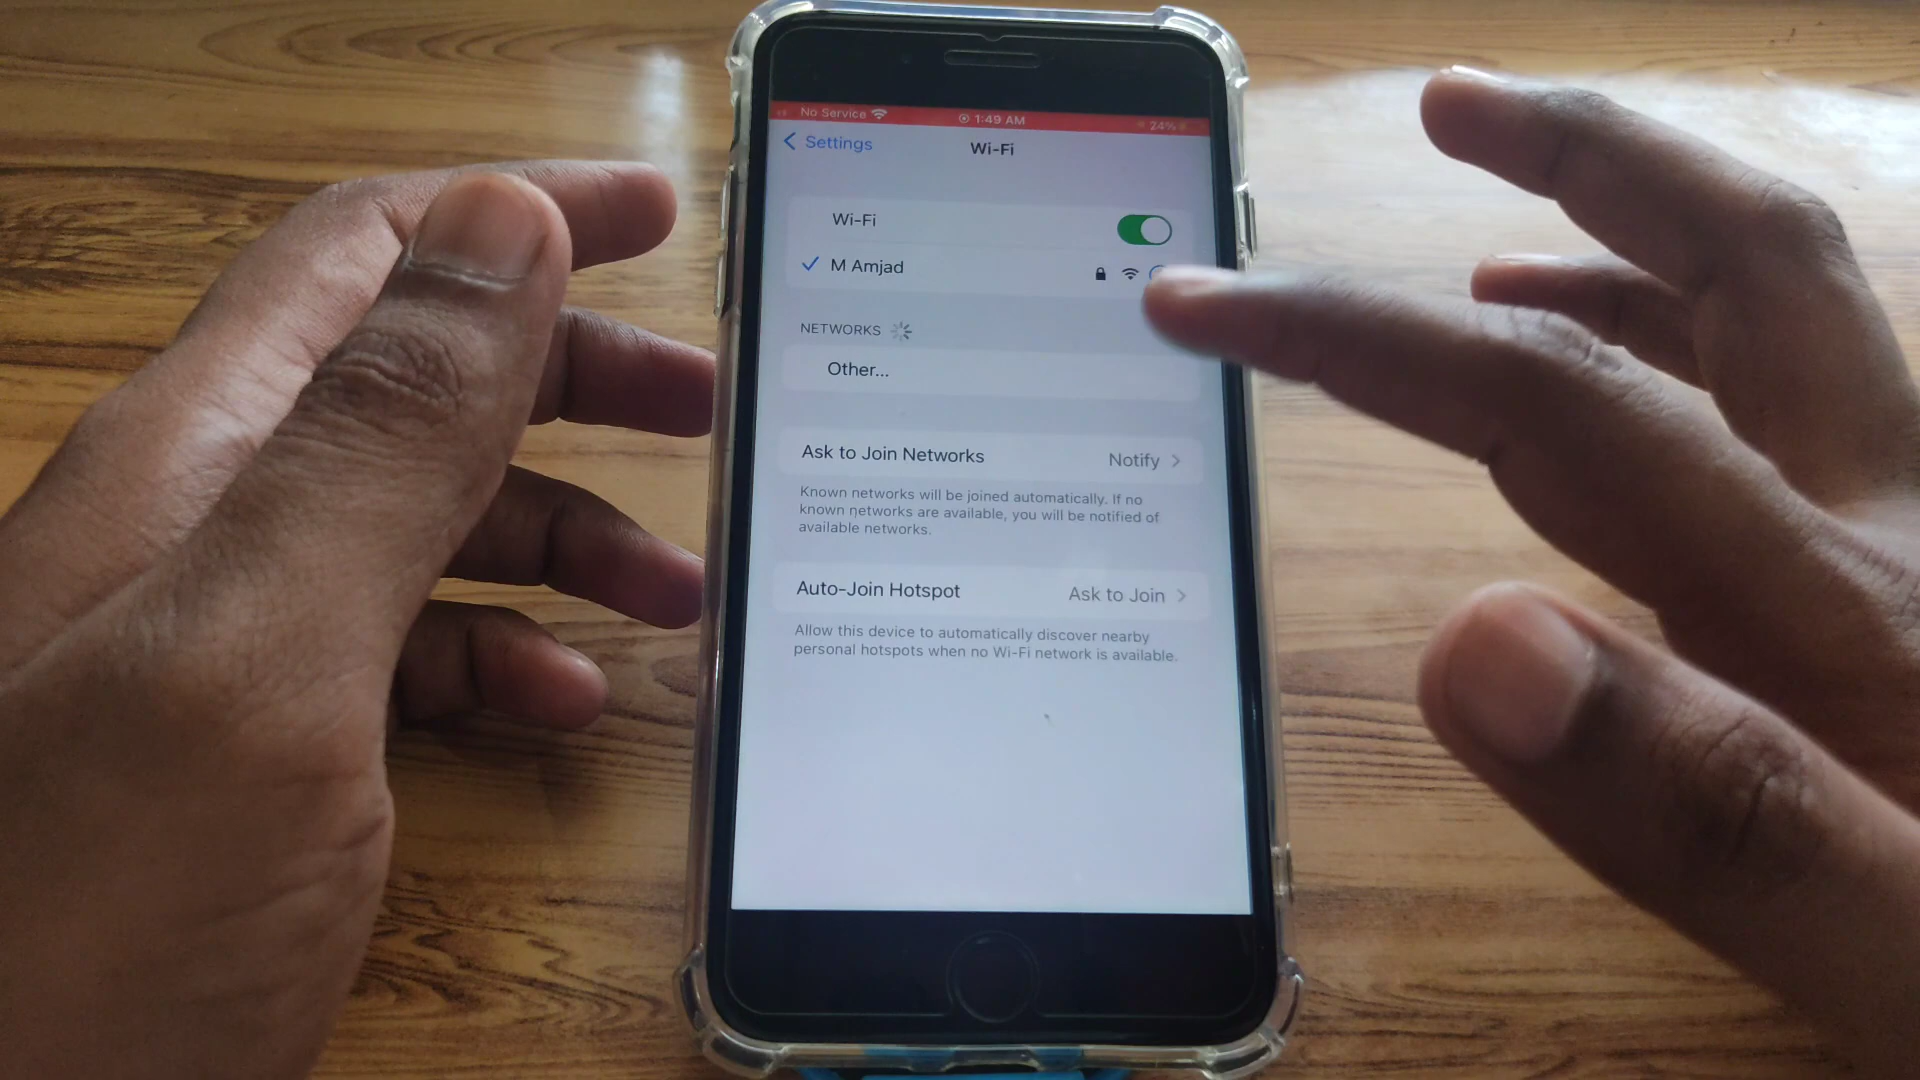 No Service 1:49 AM 24%
Settings Wi-Fi
Wi-Fi
M Amjad
NETWORKS
Other...
Ask to Join Networks Notify
Known networks will be joined automatically. If no
known networks are available, you will be notified of
available networks.
Auto-Join Hotspot Ask to Join
Allow this device to automatically discover nearby
personal hotspots when no Wi-Fi network is available.